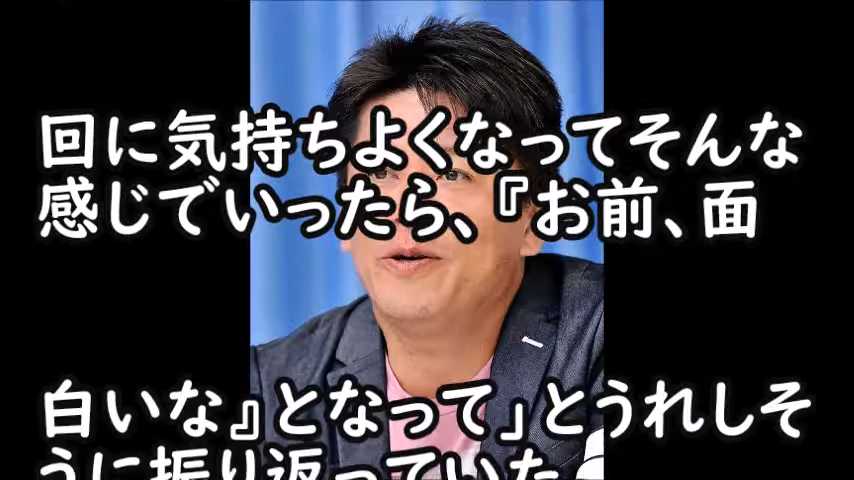 回に気持ちよくなってそんな
感じでいったら、『お前、面
白いな』となって」とうれしそ
うに振り返っていた。